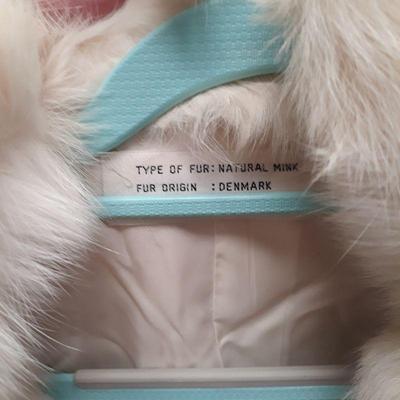 TYPE OF FUR: NATURAL MINK
FUR ORIGIN : DENMARK